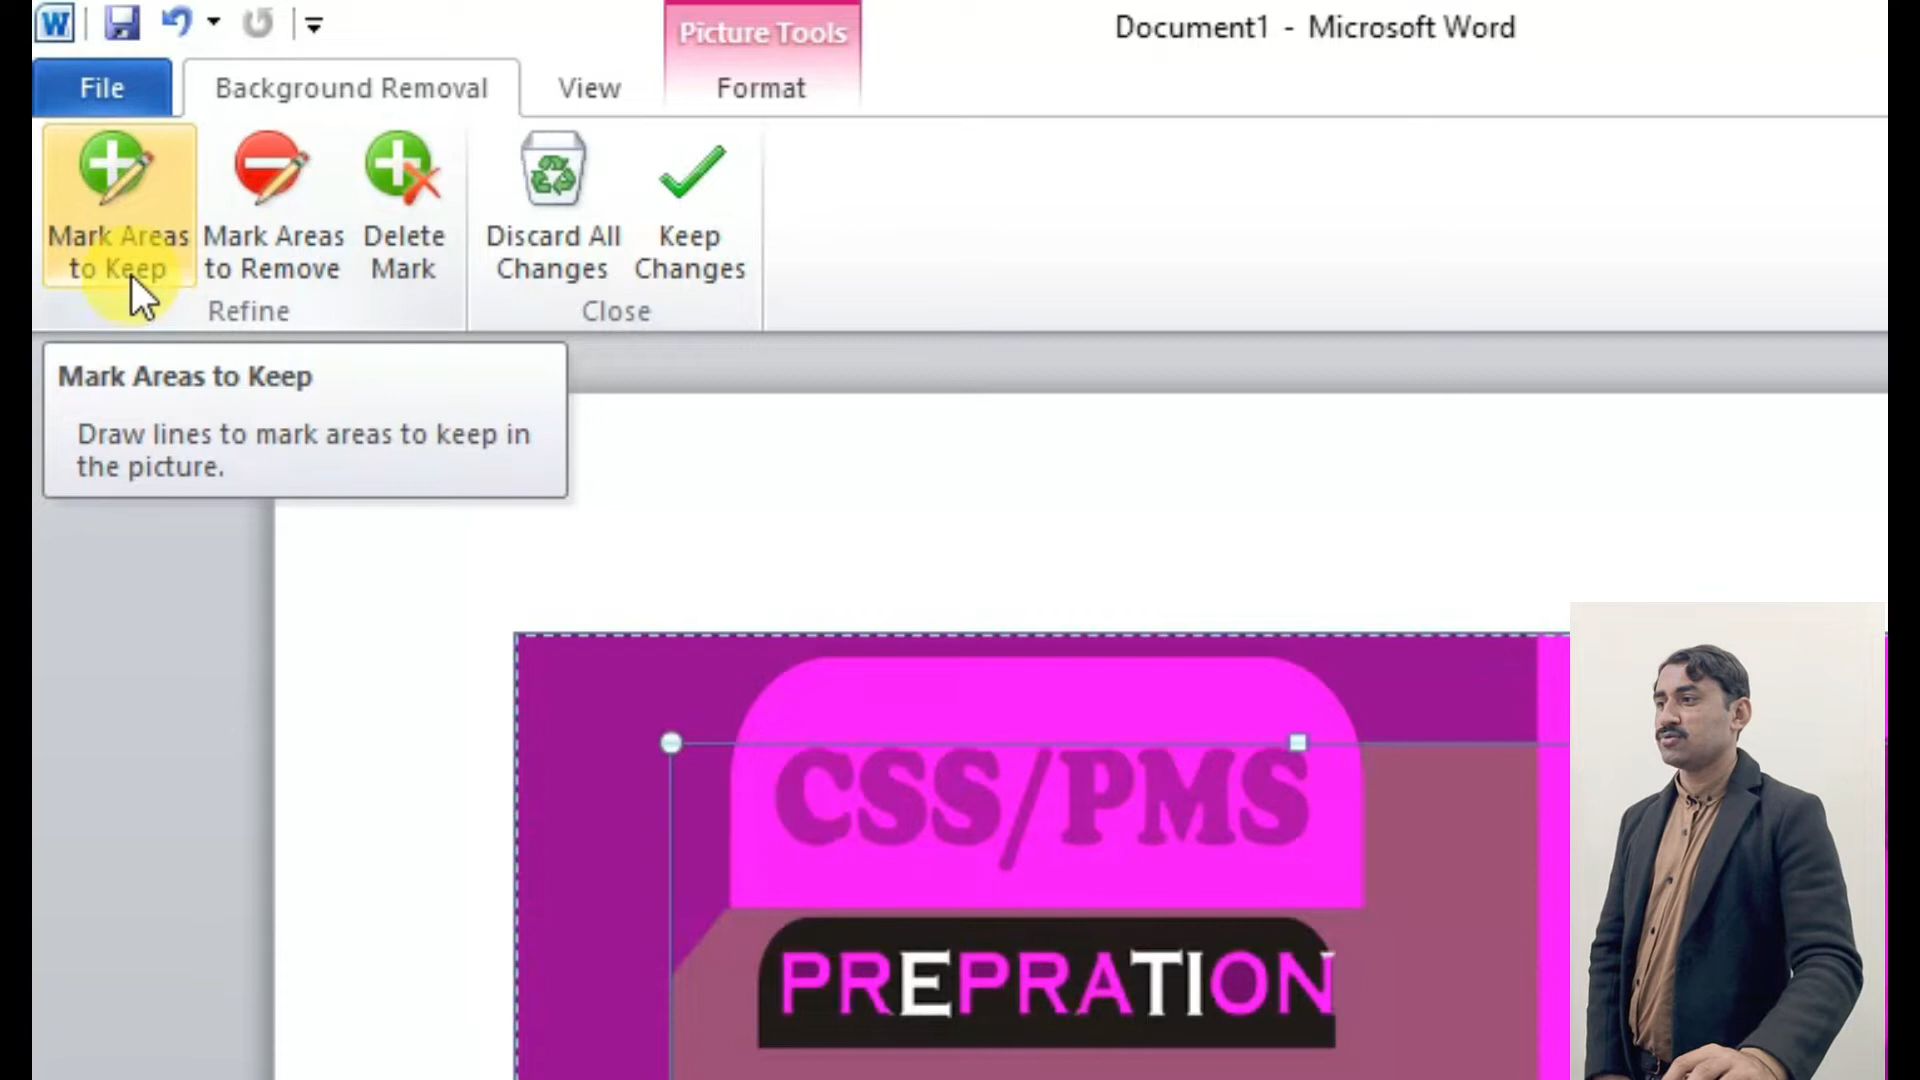 Picture Tools
Document1 - Microsoft Word
File
Background Removal
View
Format
Mark Areas
to Keep
Mark Areas
to Remove
Delete
Mark
Discard All
Changes
Keep
Changes
Refine
Close
Mark Areas to Keep
Draw lines to mark areas to keep in
the picture.
CSS/PMS
PREPRATION